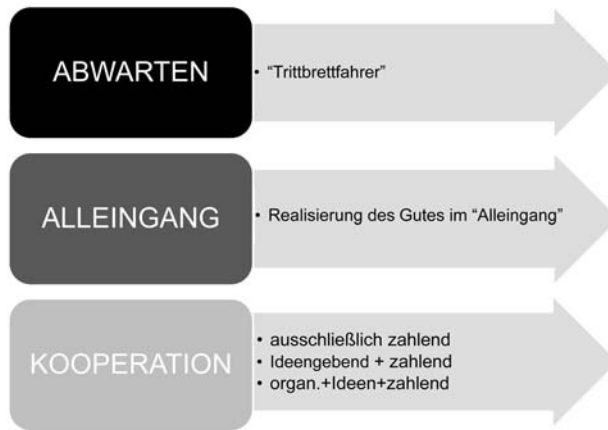 ABWARTEN
• “Trittbrettfahrer”
ALLEINGANG
• Realisierung des Gutes im “Alleingang”
KOOPERATION
• ausschließlich zahlend
• Ideengebend + zahlend
• organ.+Ideen+zahlend